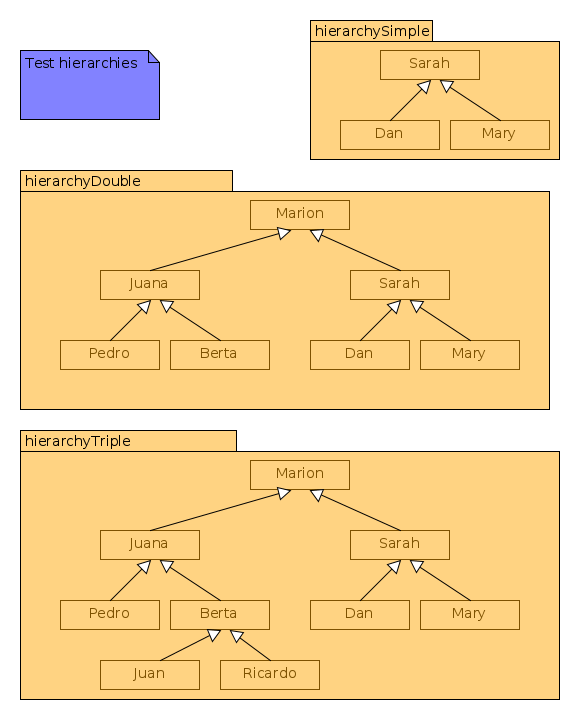 hierarchySimple
Test hierarchies
Sarah
Dan Mary
hierarchyDouble
Marion
Juana Sarah
Pedro Berta Dan Mary
hierarchyTriple
Marion
Juana Sarah
Pedro Berta Dan Mary
Juan Ricardo